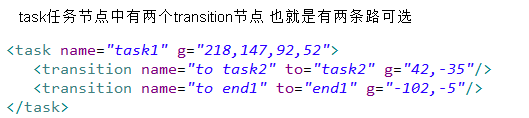 task任务节点中有两个transition节点 也就是有两条路可选
<task name="task1" g="218,147,92,52">
<transition name="to task2" to="task2" g="42,-35"/>
<transition name="to end1" to="end1" g="-102,-5"/>
</task>